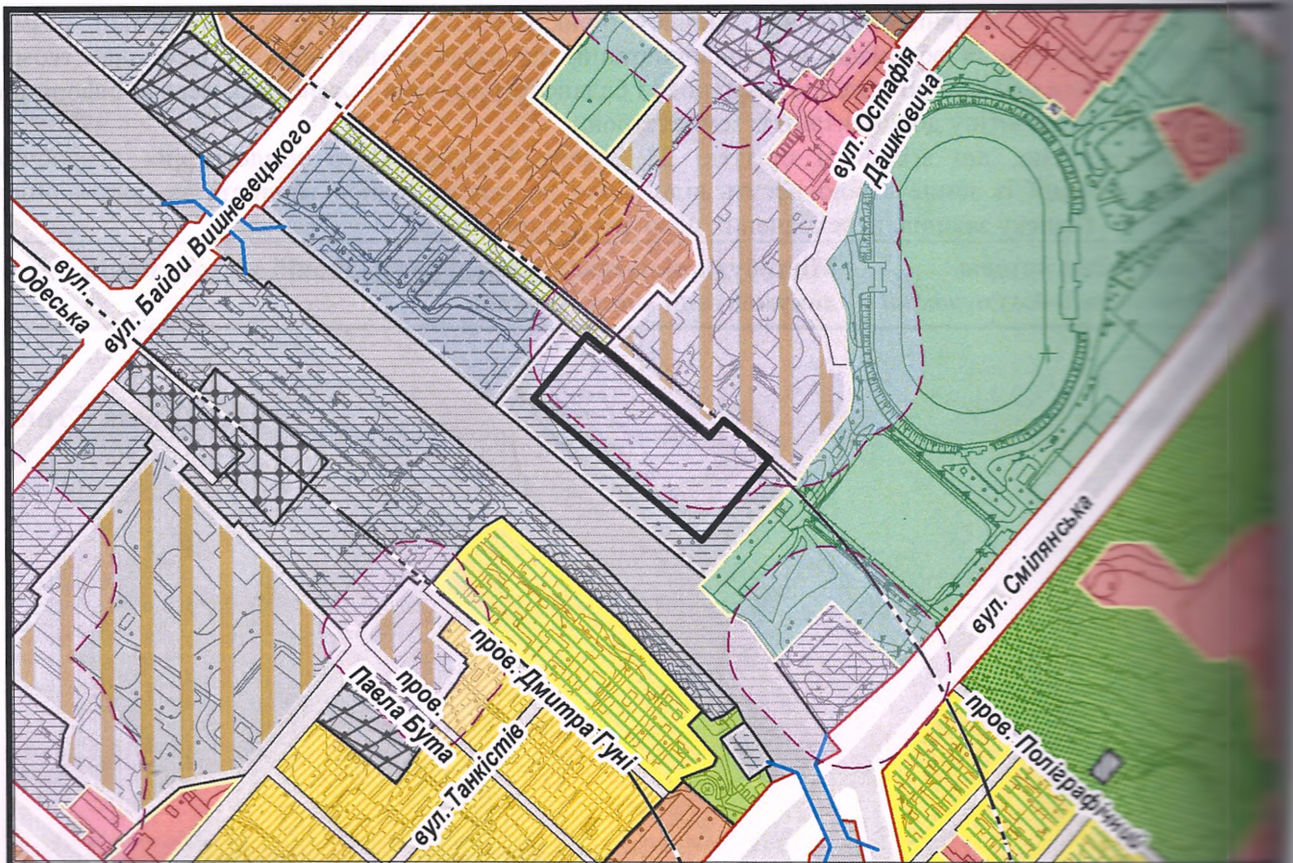 вул. Остафія
Дашковича
вул. Байди Вишневецького
вул.
Одеська
вул. Смілянська
пров. Дмитра Гуні
пров.
Павла Бута
вул. Танкістів
пров. Поліграфічний